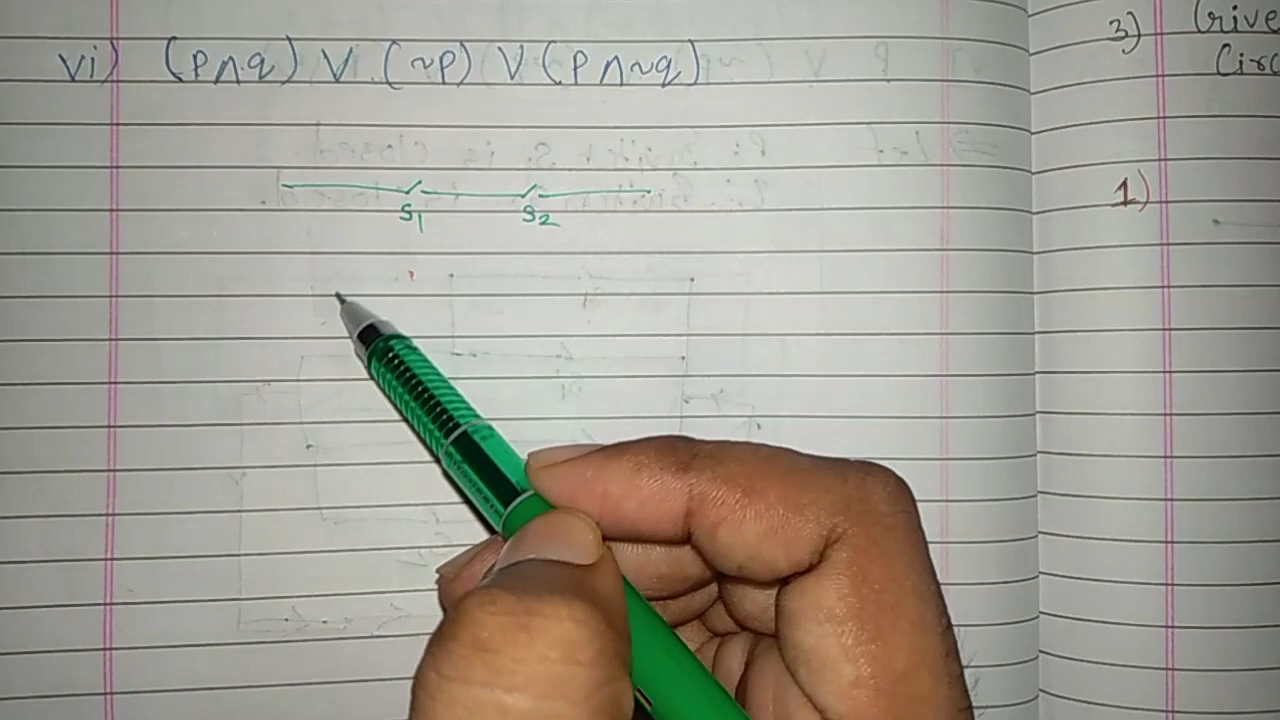 vi) (p∧q) ∨ (~p) ∨ (p∧~q)
S1 S2
3) Give
Circ
1)